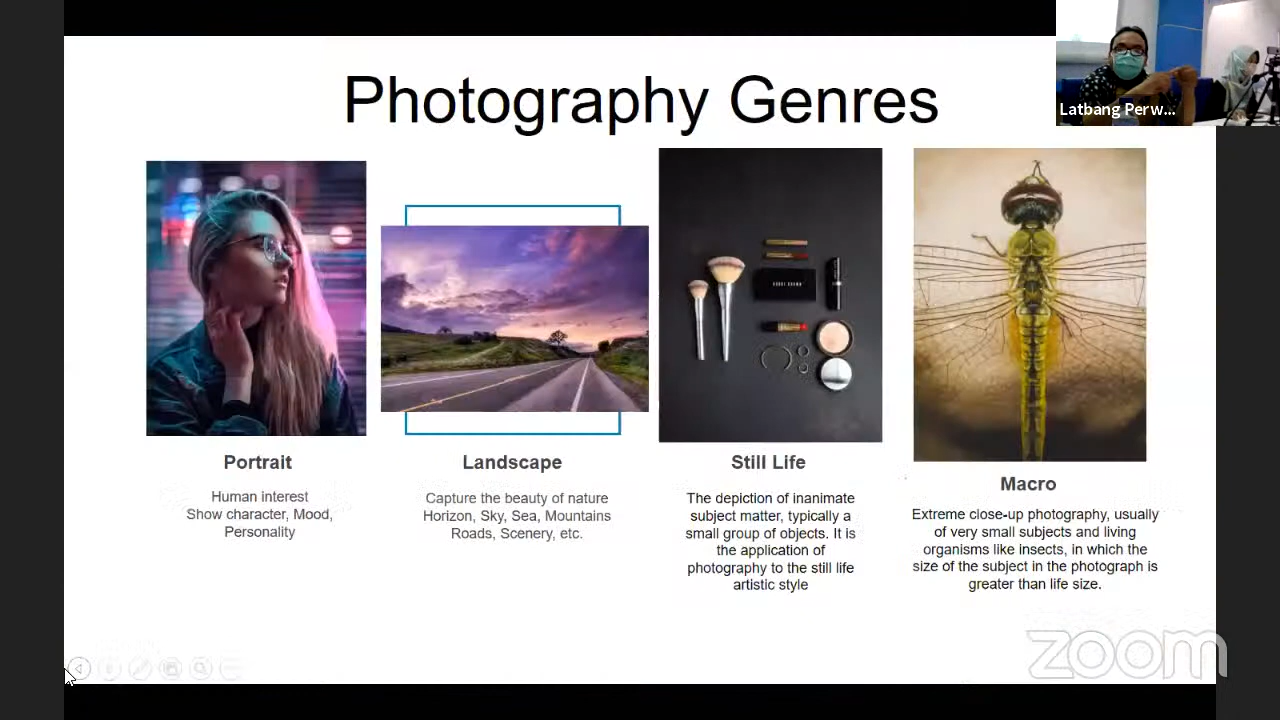 Photography Genres
Latbang Perw...
Portrait
Human interest
Show character, Mood,
Personality
Landscape
Capture the beauty of nature
Horizon, Sky, Sea, Mountains
Roads, Scenery, etc.
BOBBI BROWN
Still Life
The depiction of inanimate
subject matter, typically a
small group of objects. It is
the application of
photography to the still life
artistic style
Macro
Extreme close-up photography, usually
of very small subjects and living
organisms like insects, in which the
size of the subject in the photograph is
greater than life size.
zoom